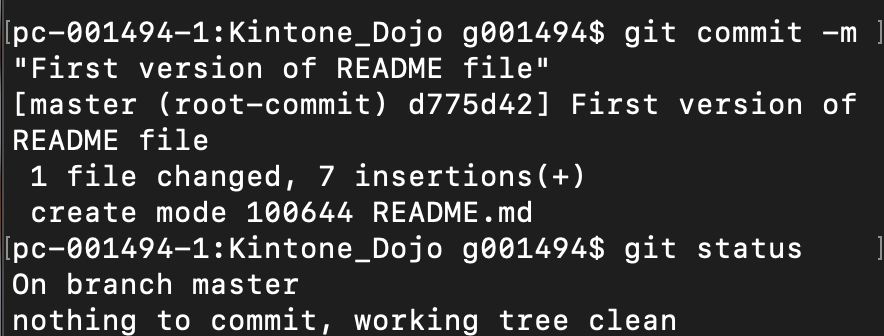 [pc-001494-1:Kintone_Dojo g001494$ git commit -m ]
"First version of README file"
[master (root-commit) d775d42] First version of
README file
 1 file changed, 7 insertions(+)
 create mode 100644 README.md
[pc-001494-1:Kintone_Dojo g001494$ git status ]
On branch master
nothing to commit, working tree clean